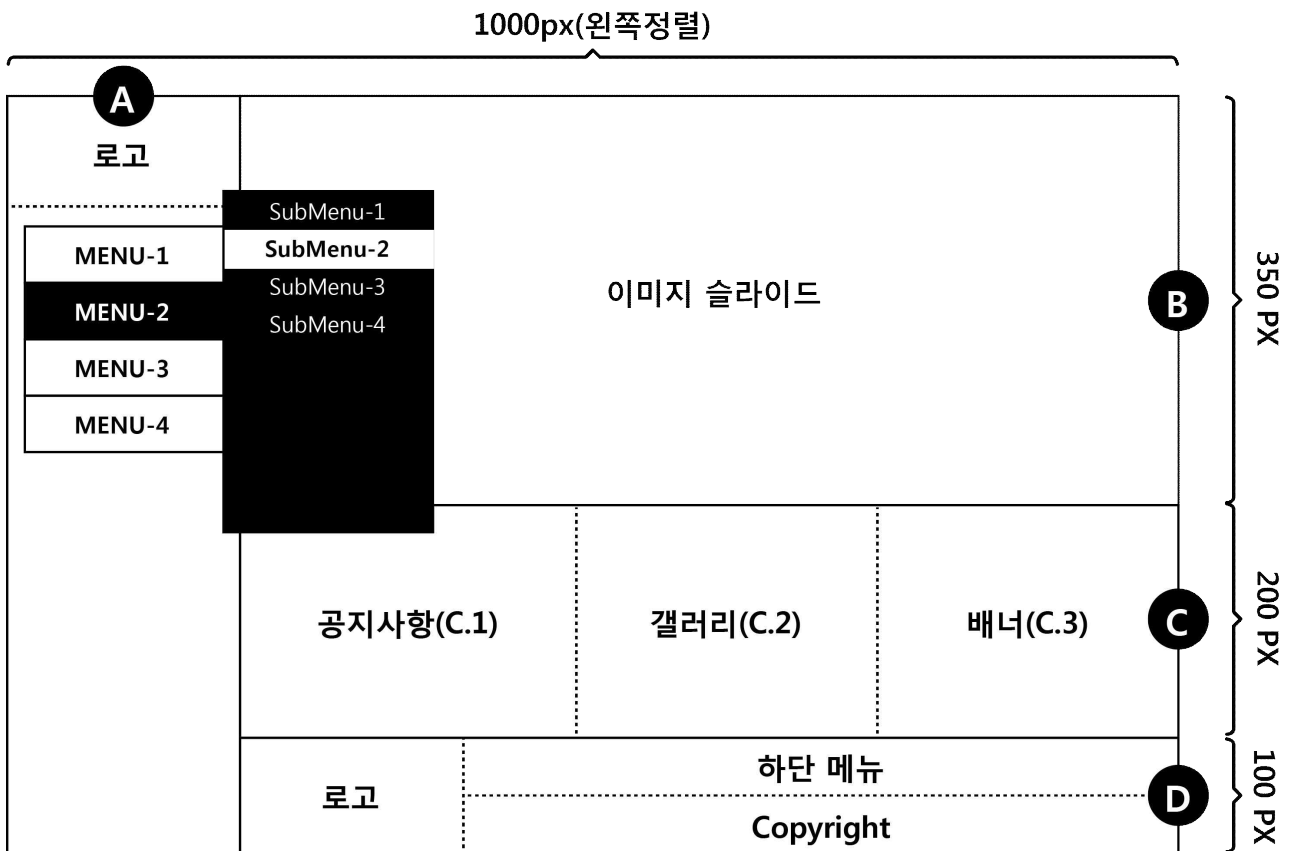 1000px(왼쪽정렬)
A
로고
SubMenu-1
MENU-1
SubMenu-2
SubMenu-3
MENU-2
SubMenu-4
MENU-3
MENU-4
이미지 슬라이드
B
350 PX
공지사항(C.1)
갤러리(C.2)
배너(C.3)
C
200 PX
로고
하단 메뉴
Copyright
D
100 PX